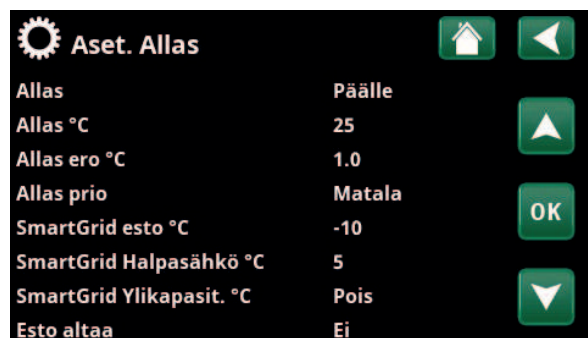 Aset. Allas
Allas Päälle
Allas °C 25
Allas ero °C 1.0
Allas prio Matala
SmartGrid esto °C -10
SmartGrid Halpasähkö °C 5
SmartGrid Ylikapasit. °C Pois
Esto altaa Ei
OK